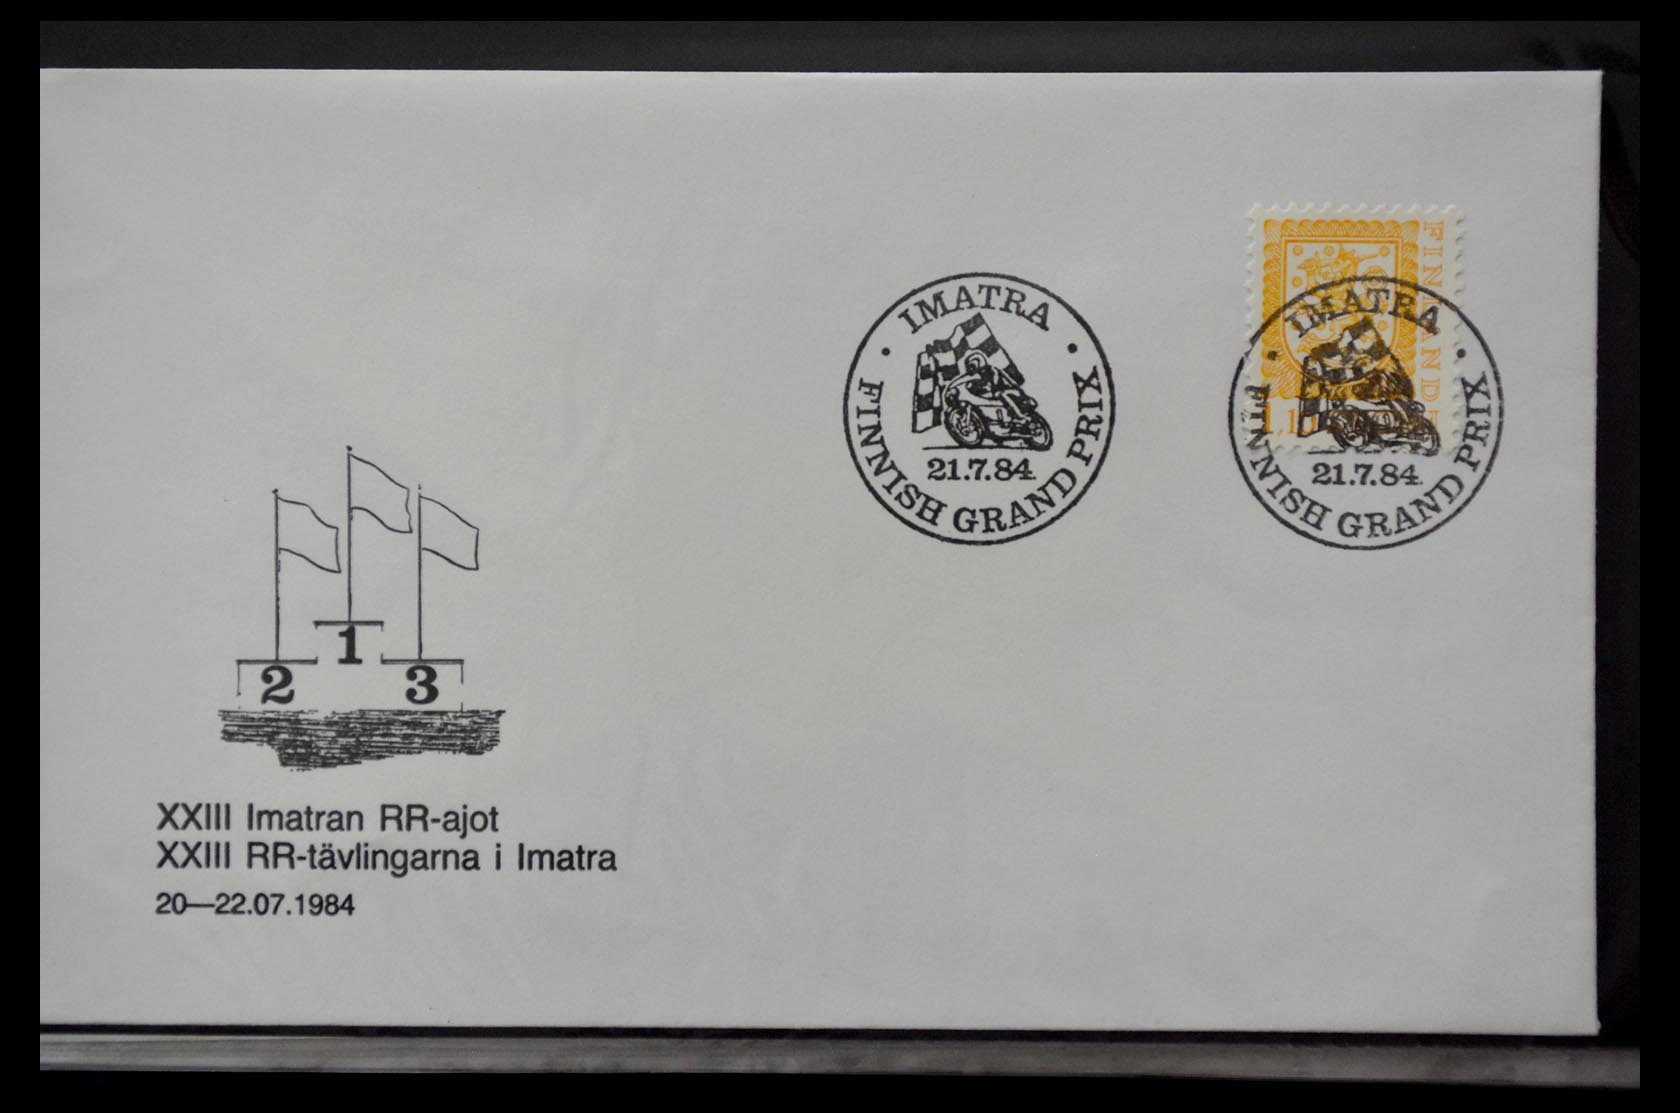 FINLAND
IMATRA
FINNISH GRAND PRIX
21.7.84.
IMATRA
FINNISH GRAND PRIX
21.7.84.
1
2
3
XXIII Imatran RR-ajot
XXIII RR-tävlingarna i Imatra
20—22.07.1984